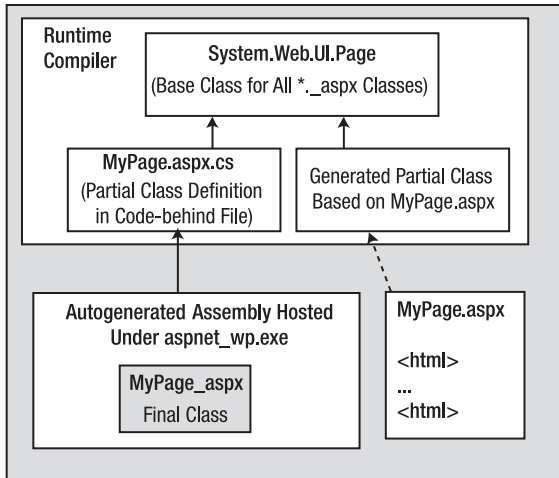 Runtime
Compiler
System.Web.UI.Page
(Base Class for All *._aspx Classes)
MyPage.aspx.cs
(Partial Class Definition
in Code-behind File)
Generated Partial Class
Based on MyPage.aspx
Autogenerated Assembly Hosted
Under aspnet_wp.exe
MyPage_aspx
Final Class
MyPage.aspx
<html>
...
<html>